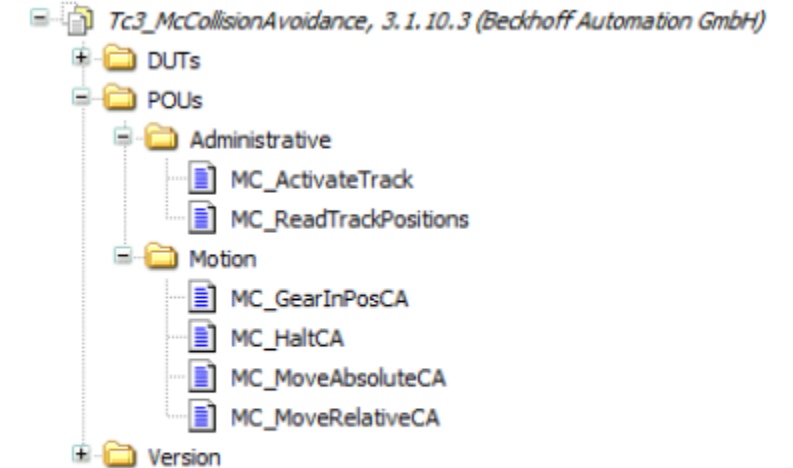 Tc3_McCollisionAvoidance, 3.1.10.3 (Beckhoff Automation GmbH)
DUTs
POUs
Administrative
MC_ActivateTrack
MC_ReadTrackPositions
Motion
MC_GearInPosCA
MC_HaltCA
MC_MoveAbsoluteCA
MC_MoveRelativeCA
Version